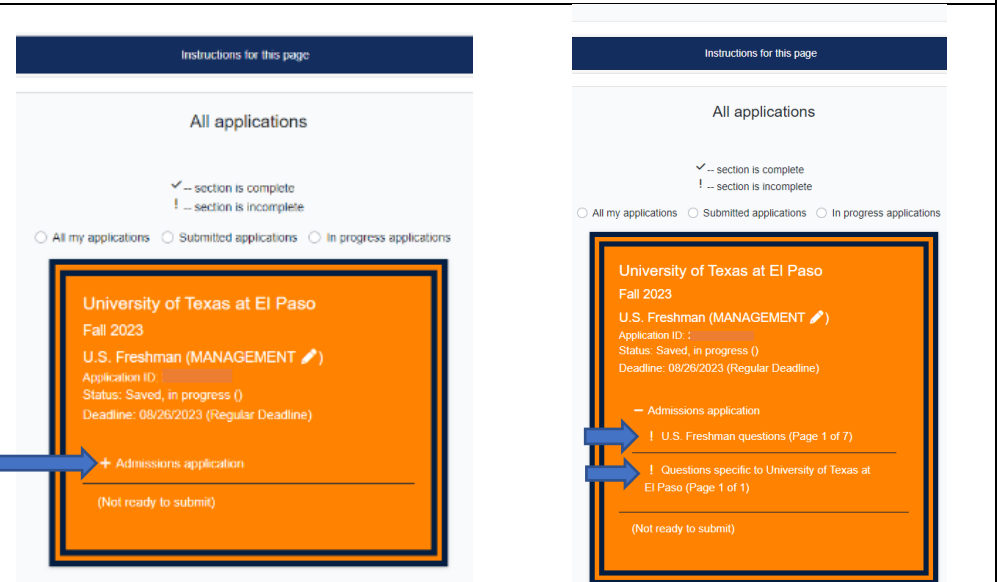 Instructions for this page
All applications
✓ -- section is complete
! -- section is incomplete
All my applications Submitted applications In progress applications
University of Texas at El Paso
Fall 2023
U.S. Freshman (MANAGEMENT )
Application ID:
Status: Saved, in progress ()
Deadline: 08/26/2023 (Regular Deadline)
+ Admissions application
(Not ready to submit)
Instructions for this page
All applications
✓ -- section is complete
! -- section is incomplete
All my applications Submitted applications In progress applications
University of Texas at El Paso
Fall 2023
U.S. Freshman (MANAGEMENT )
Application ID:
Status: Saved, in progress ()
Deadline: 08/26/2023 (Regular Deadline)
− Admissions application
! U.S. Freshman questions (Page 1 of 7)
! Questions specific to University of Texas at
El Paso (Page 1 of 1)
(Not ready to submit)